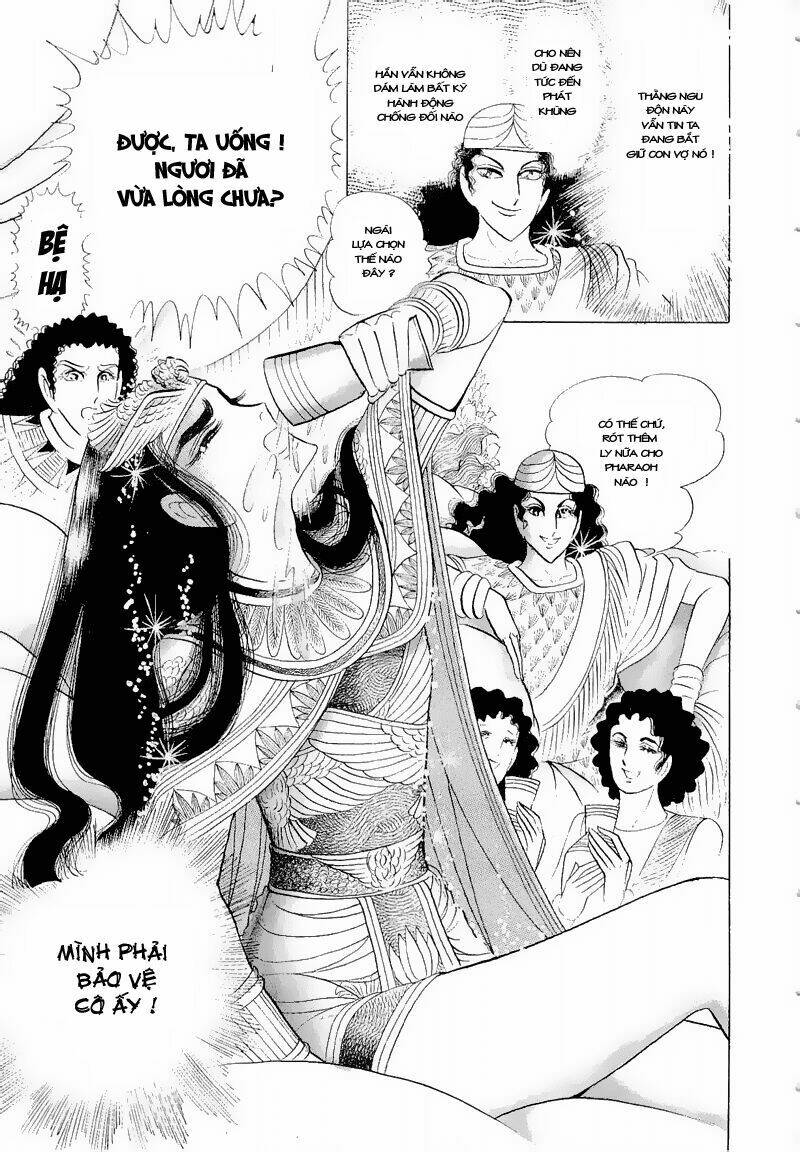 THẰNG NGU
ĐỘN NÀY
VẪN TIN TA
ĐANG BẮT
GIỮ CON VỢ NÓ !
CHO NÊN
DÙ ĐANG
TỨC ĐẾN
PHÁT
KHÙNG
HẮN VẪN KHÔNG
DÁM LÀM BẤT KỲ
HÀNH ĐỘNG
CHỐNG ĐỐI NÀO
NGÀI
LỰA CHỌN
THẾ NÀO
ĐÂY ?
ĐƯỢC, TA UỐNG !
NGƯƠI ĐÃ
VỪA LÒNG CHƯA?
BỆ
HẠ
CÓ THẾ CHỨ,
RÓT THÊM
LY NỮA CHO
PHARAOH
NÀO !
MÌNH PHẢI
BẢO VỆ
CÔ ẤY !